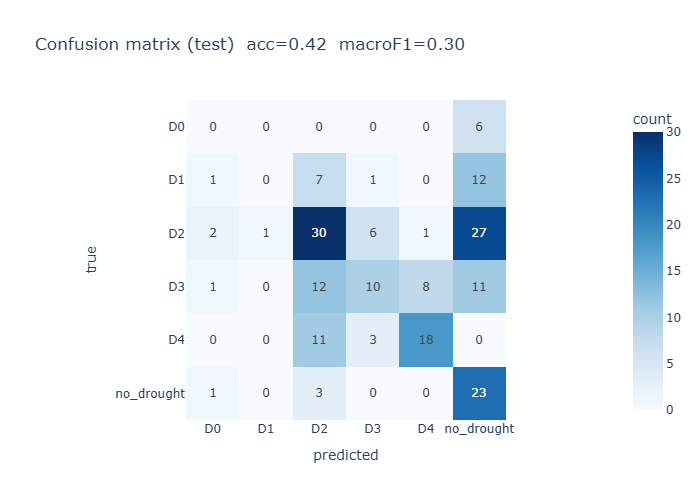 Confusion matrix (test)  acc=0.42  macroF1=0.30
count
D0 0 0 0 0 0 6
D1 1 0 7 1 0 12
D2 2 1 30 6 1 27
D3 1 0 12 10 8 11
D4 0 0 11 3 18 0
no_drought 1 0 3 0 0 23
D0 D1 D2 D3 D4 no_drought
predicted
true
30
25
20
15
10
5
0